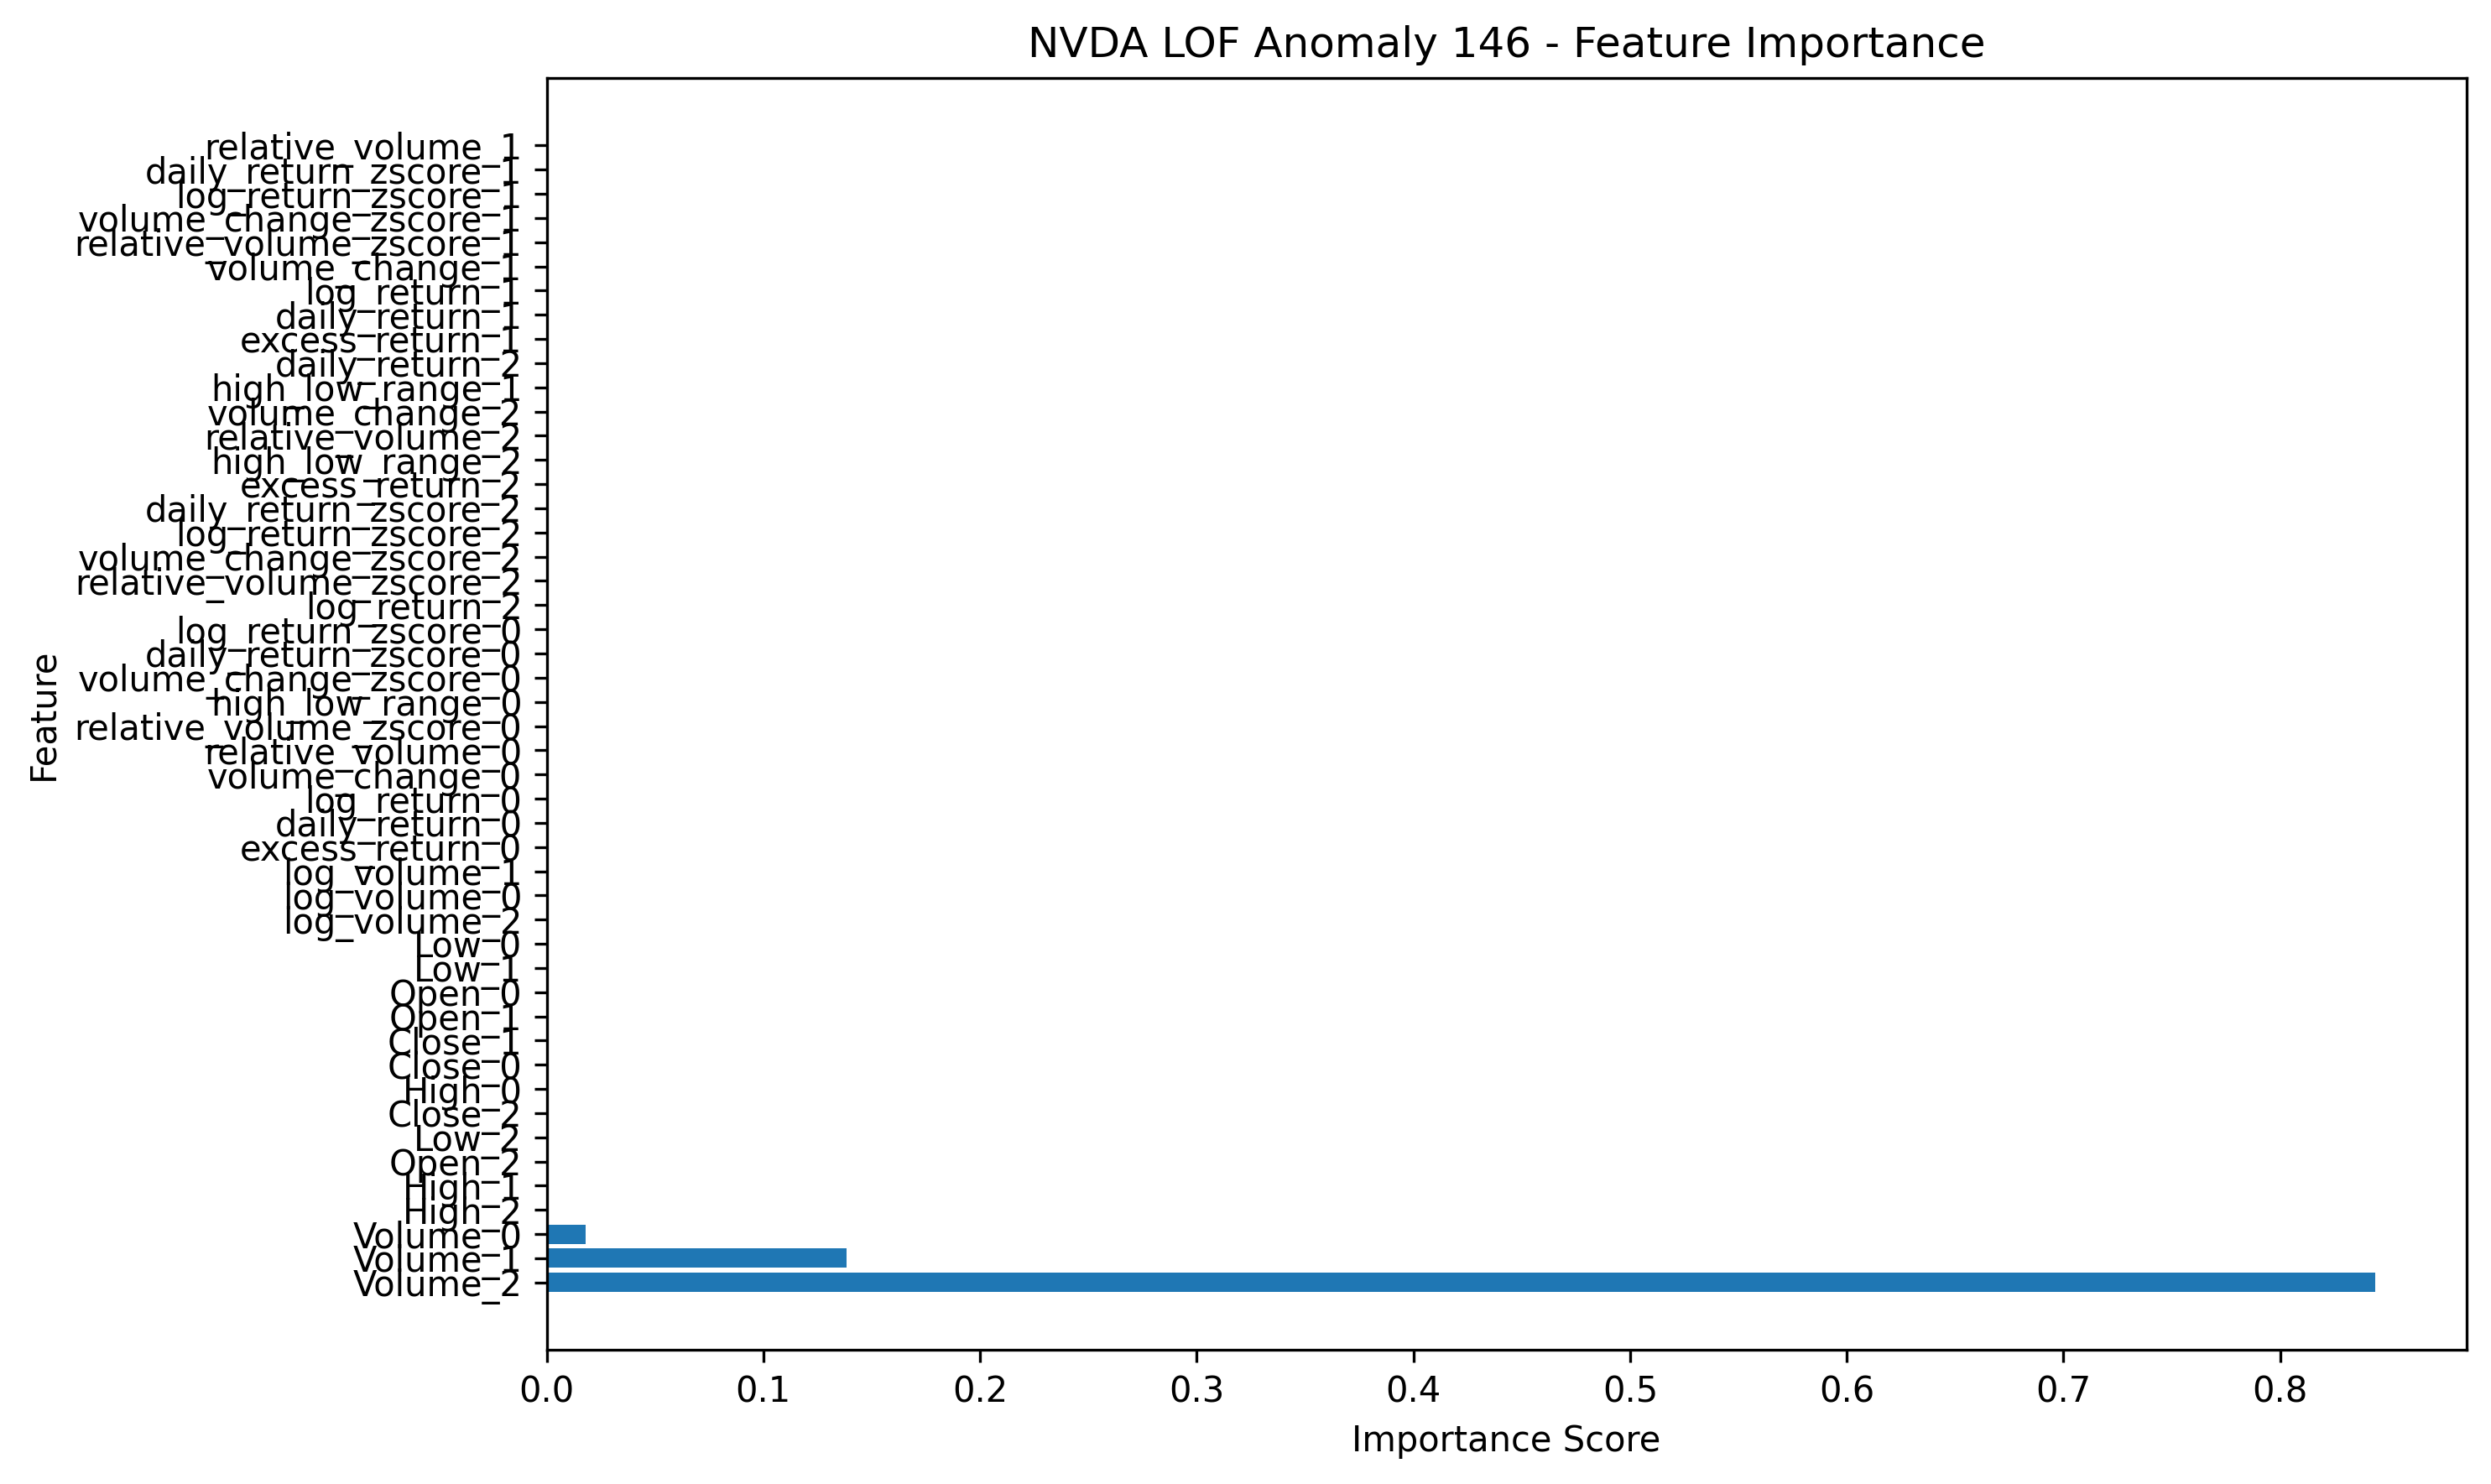 NVDA LOF Anomaly 146 - Feature Importance
relative_volume_1
daily_return_zscore_1
log_return_zscore_1
volume_change_zscore_1
relative_volume_zscore_1
volume_change_1
log_return_1
daily_return_1
excess_return_1
daily_return_2
high_low_range_1
volume_change_2
relative_volume_2
high_low_range_2
excess_return_2
daily_return_zscore_2
log_return_zscore_2
volume_change_zscore_2
relative_volume_zscore_2
log_return_2
log_return_zscore_0
daily_return_zscore_0
volume_change_zscore_0
high_low_range_0
relative_volume_zscore_0
relative_volume_0
volume_change_0
log_return_0
daily_return_0
excess_return_0
log_volume_1
log_volume_0
log_volume_2
Low_0
Low_1
Open_0
Open_1
Close_1
Close_0
High_0
Close_2
Low_2
Open_2
High_1
High_2
Volume_0
Volume_1
Volume_2
Feature
0.0 0.1 0.2 0.3 0.4 0.5 0.6 0.7 0.8
Importance Score